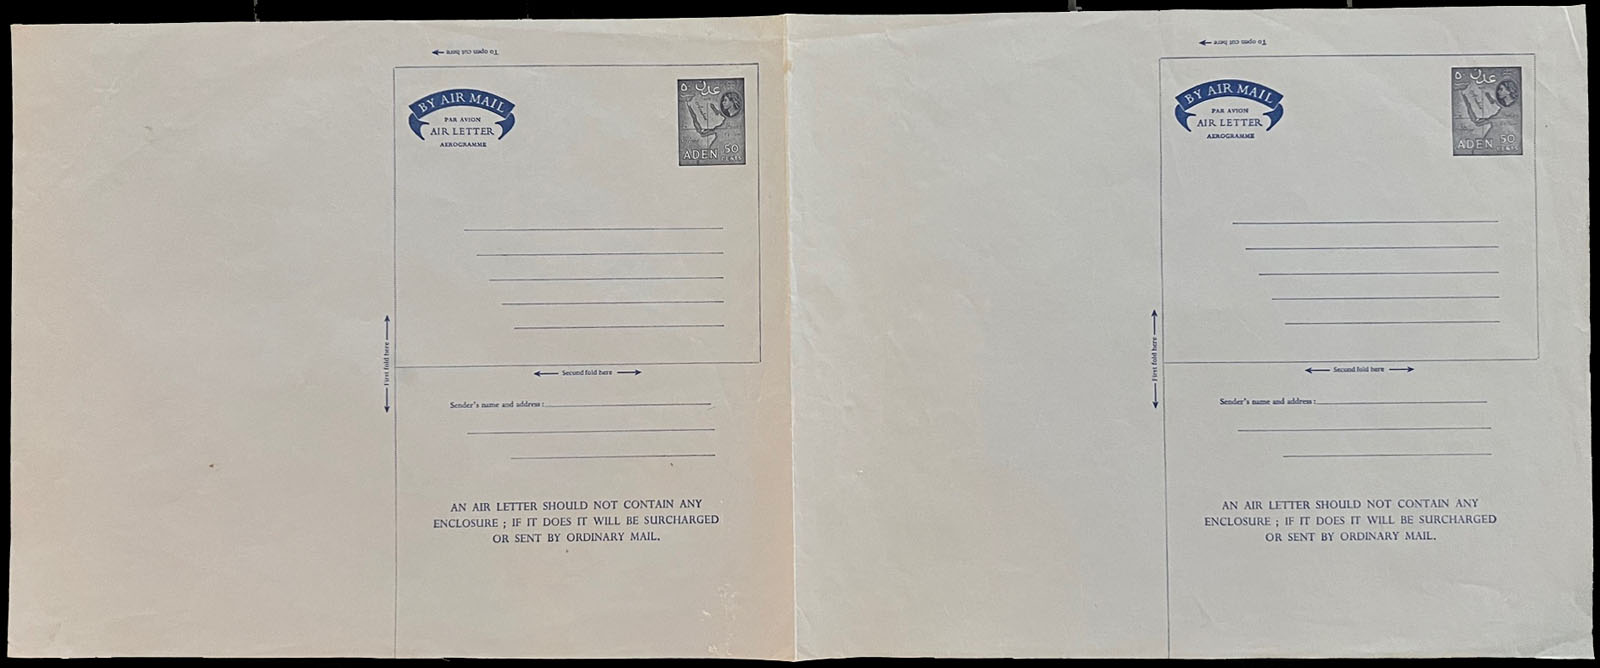 To open cut here
BY AIR MAIL
PAR AVION
AIR LETTER
AEROGRAMME
٥٠ عدن
ADEN 50
CENTS
First fold here
Second fold here
Sender's name and address :
AN AIR LETTER SHOULD NOT CONTAIN ANY
ENCLOSURE ; IF IT DOES IT WILL BE SURCHARGED
OR SENT BY ORDINARY MAIL.
To open cut here
BY AIR MAIL
PAR AVION
AIR LETTER
AEROGRAMME
٥٠ عدن
ADEN 50
CENTS
First fold here
Second fold here
Sender's name and address :
AN AIR LETTER SHOULD NOT CONTAIN ANY
ENCLOSURE ; IF IT DOES IT WILL BE SURCHARGED
OR SENT BY ORDINARY MAIL.